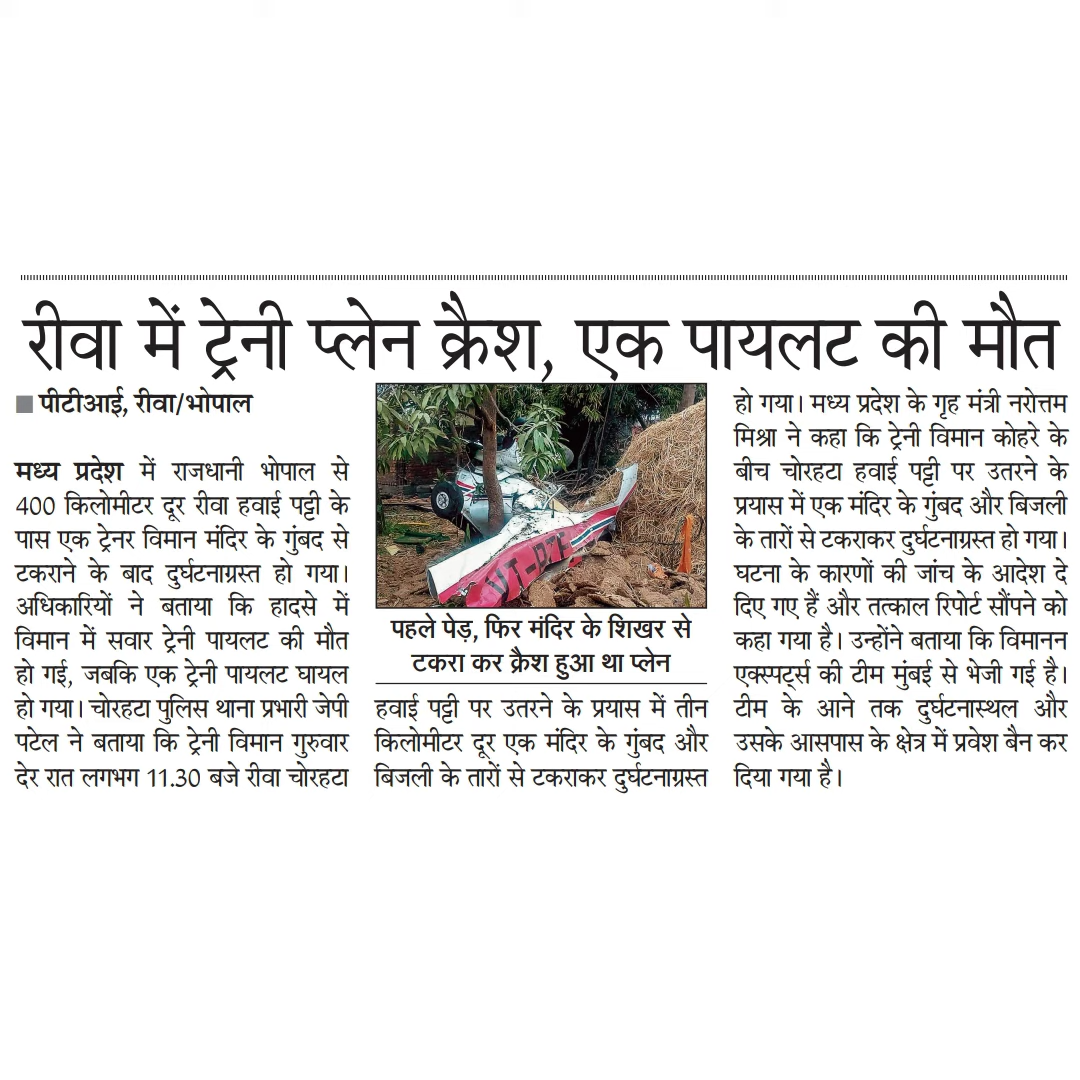 रीवा में ट्रेनी प्लेन क्रैश, एक पायलट की मौत
पीटीआई, रीवा/भोपाल
मध्य प्रदेश में राजधानी भोपाल से
400 किलोमीटर दूर रीवा हवाई पट्टी के
पास एक ट्रेनर विमान मंदिर के गुंबद से
टकराने के बाद दुर्घटनाग्रस्त हो गया।
अधिकारियों ने बताया कि हादसे में
विमान में सवार ट्रेनी पायलट की मौत
हो गई, जबकि एक ट्रेनी पायलट घायल
हो गया। चोरहटा पुलिस थाना प्रभारी जेपी
पटेल ने बताया कि ट्रेनी विमान गुरुवार
देर रात लगभग 11.30 बजे रीवा चोरहटा
पहले पेड़, फिर मंदिर के शिखर से
टकरा कर क्रैश हुआ था प्लेन
हवाई पट्टी पर उतरने के प्रयास में तीन
किलोमीटर दूर एक मंदिर के गुंबद और
बिजली के तारों से टकराकर दुर्घटनाग्रस्त
हो गया। मध्य प्रदेश के गृह मंत्री नरोत्तम
मिश्रा ने कहा कि ट्रेनी विमान कोहरे के
बीच चोरहटा हवाई पट्टी पर उतरने के
प्रयास में एक मंदिर के गुंबद और बिजली
के तारों से टकराकर दुर्घटनाग्रस्त हो गया।
घटना के कारणों की जांच के आदेश दे
दिए गए हैं और तत्काल रिपोर्ट सौंपने को
कहा गया है। उन्होंने बताया कि विमानन
एक्स्पर्ट्स की टीम मुंबई से भेजी गई है।
टीम के आने तक दुर्घटनास्थल और
उसके आसपास के क्षेत्र में प्रवेश बैन कर
दिया गया है।